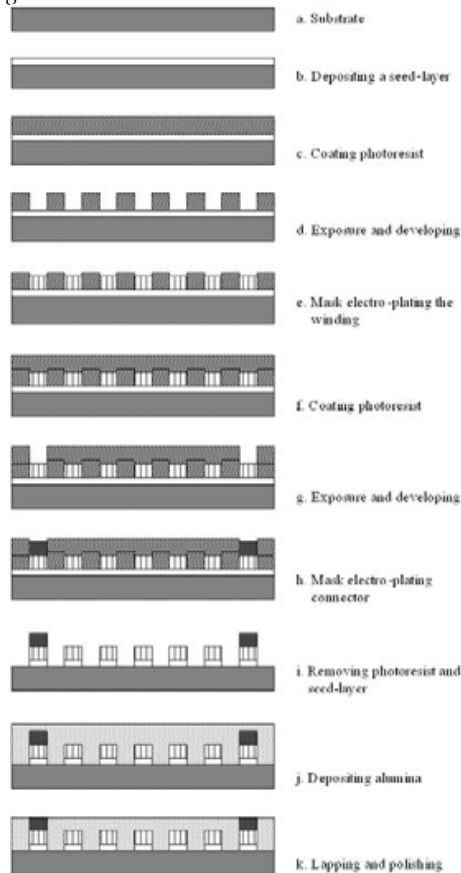 a. Substrate
b. Depositing a seed-layer
c. Coating photoresist
d. Exposure and developing
e. Mask electro-plating the
winding
f. Coating photoresist
g. Exposure and developing
h. Mask electro-plating
connector
i. Removing photoresist and
seed-layer
j. Depositing alumina
k. Lapping and polishing